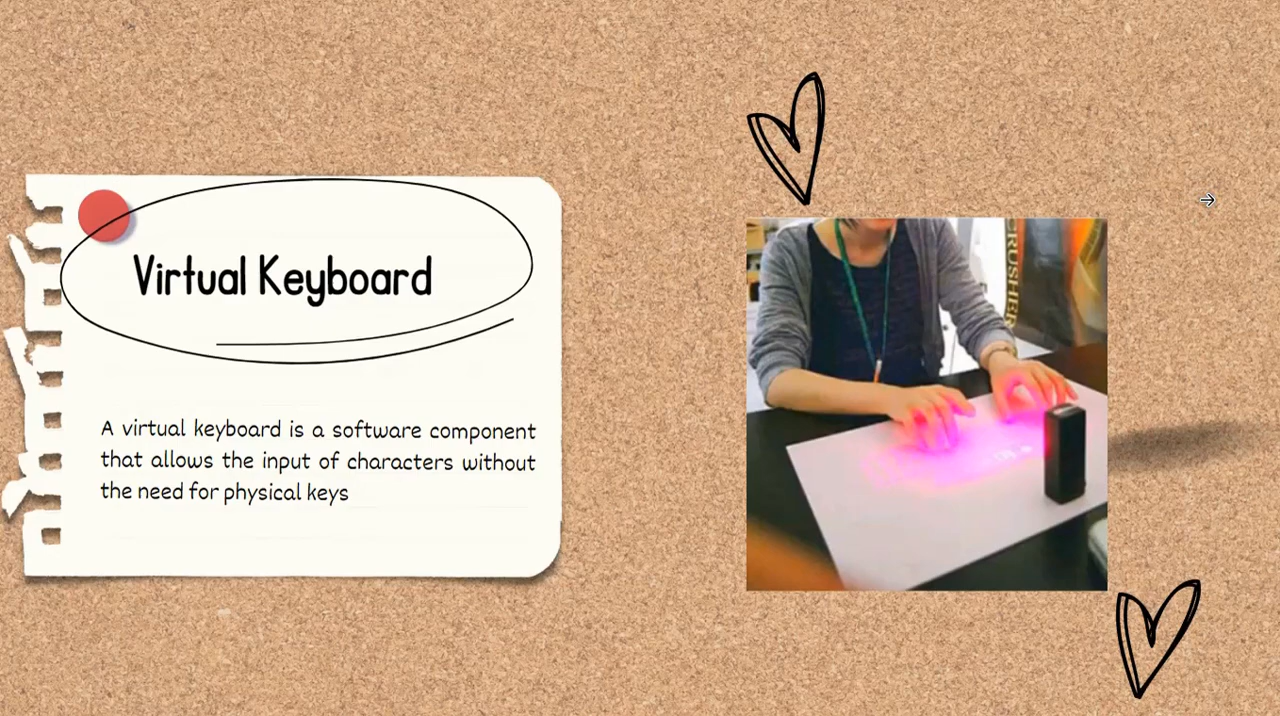 Virtual Keyboard
A virtual keyboard is a software component
that allows the input of characters without
the need for physical keys
CRUSHER